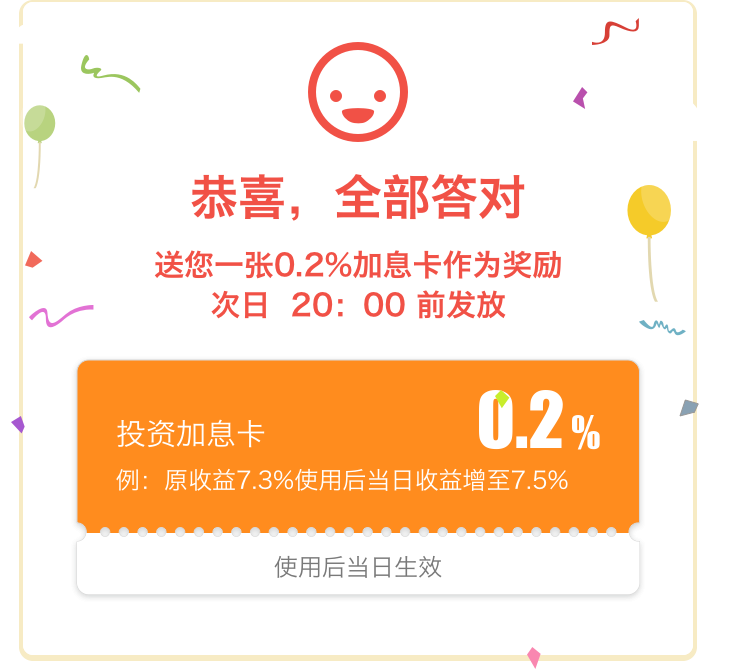 恭喜，全部答对
送您一张0.2%加息卡作为奖励
次日 20：00 前发放
0.2%
投资加息卡
例：原收益7.3%使用后当日收益增至7.5%
使用后当日生效